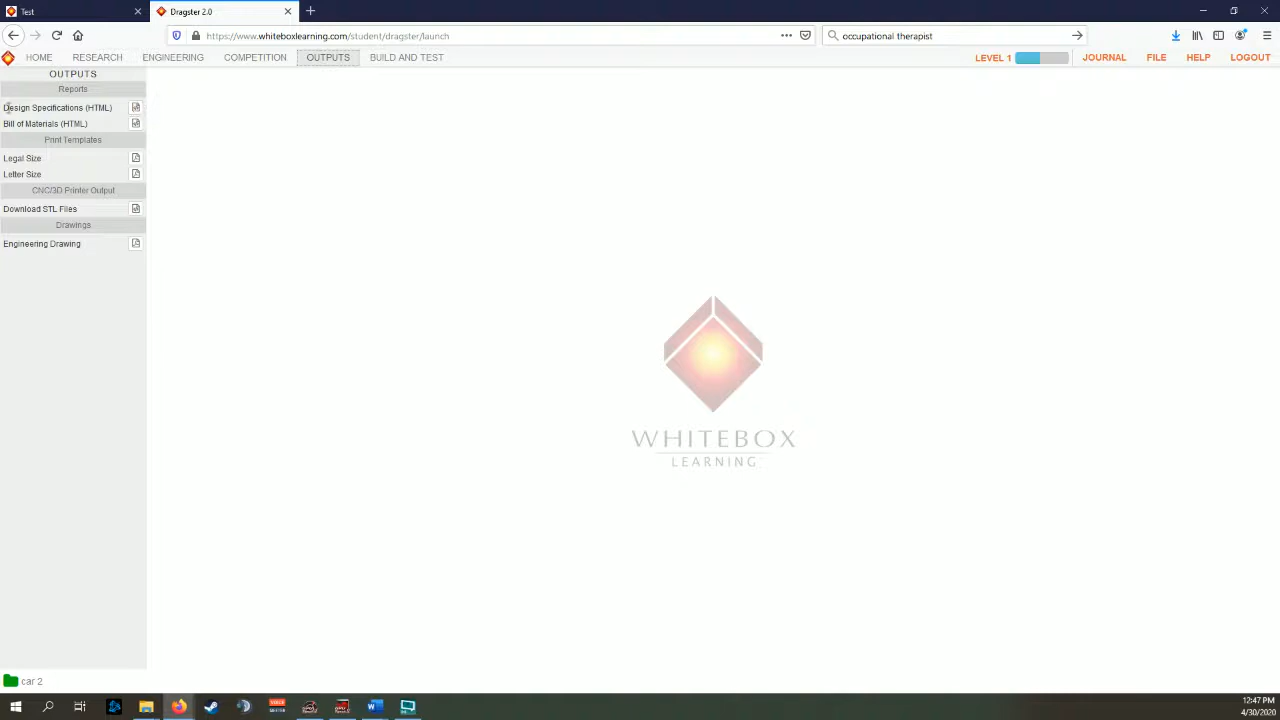 Test
Dragster 2.0
https://www.whiteboxlearning.com/student/dragster/launch
occupational therapist
HOME RESEARCH ENGINEERING COMPETITION OUTPUTS BUILD AND TEST LEVEL 1 JOURNAL FILE HELP LOGOUT
OUTPUTS
Reports
Design Specifications (HTML)
Bill of Materials (HTML)
Print Templates
Legal Size
Letter Size
CNC/3D Printer Output
Download STL Files
Drawings
Engineering Drawing
WHITEBOX
LEARNING
car 2
12:47 PM
4/30/2020